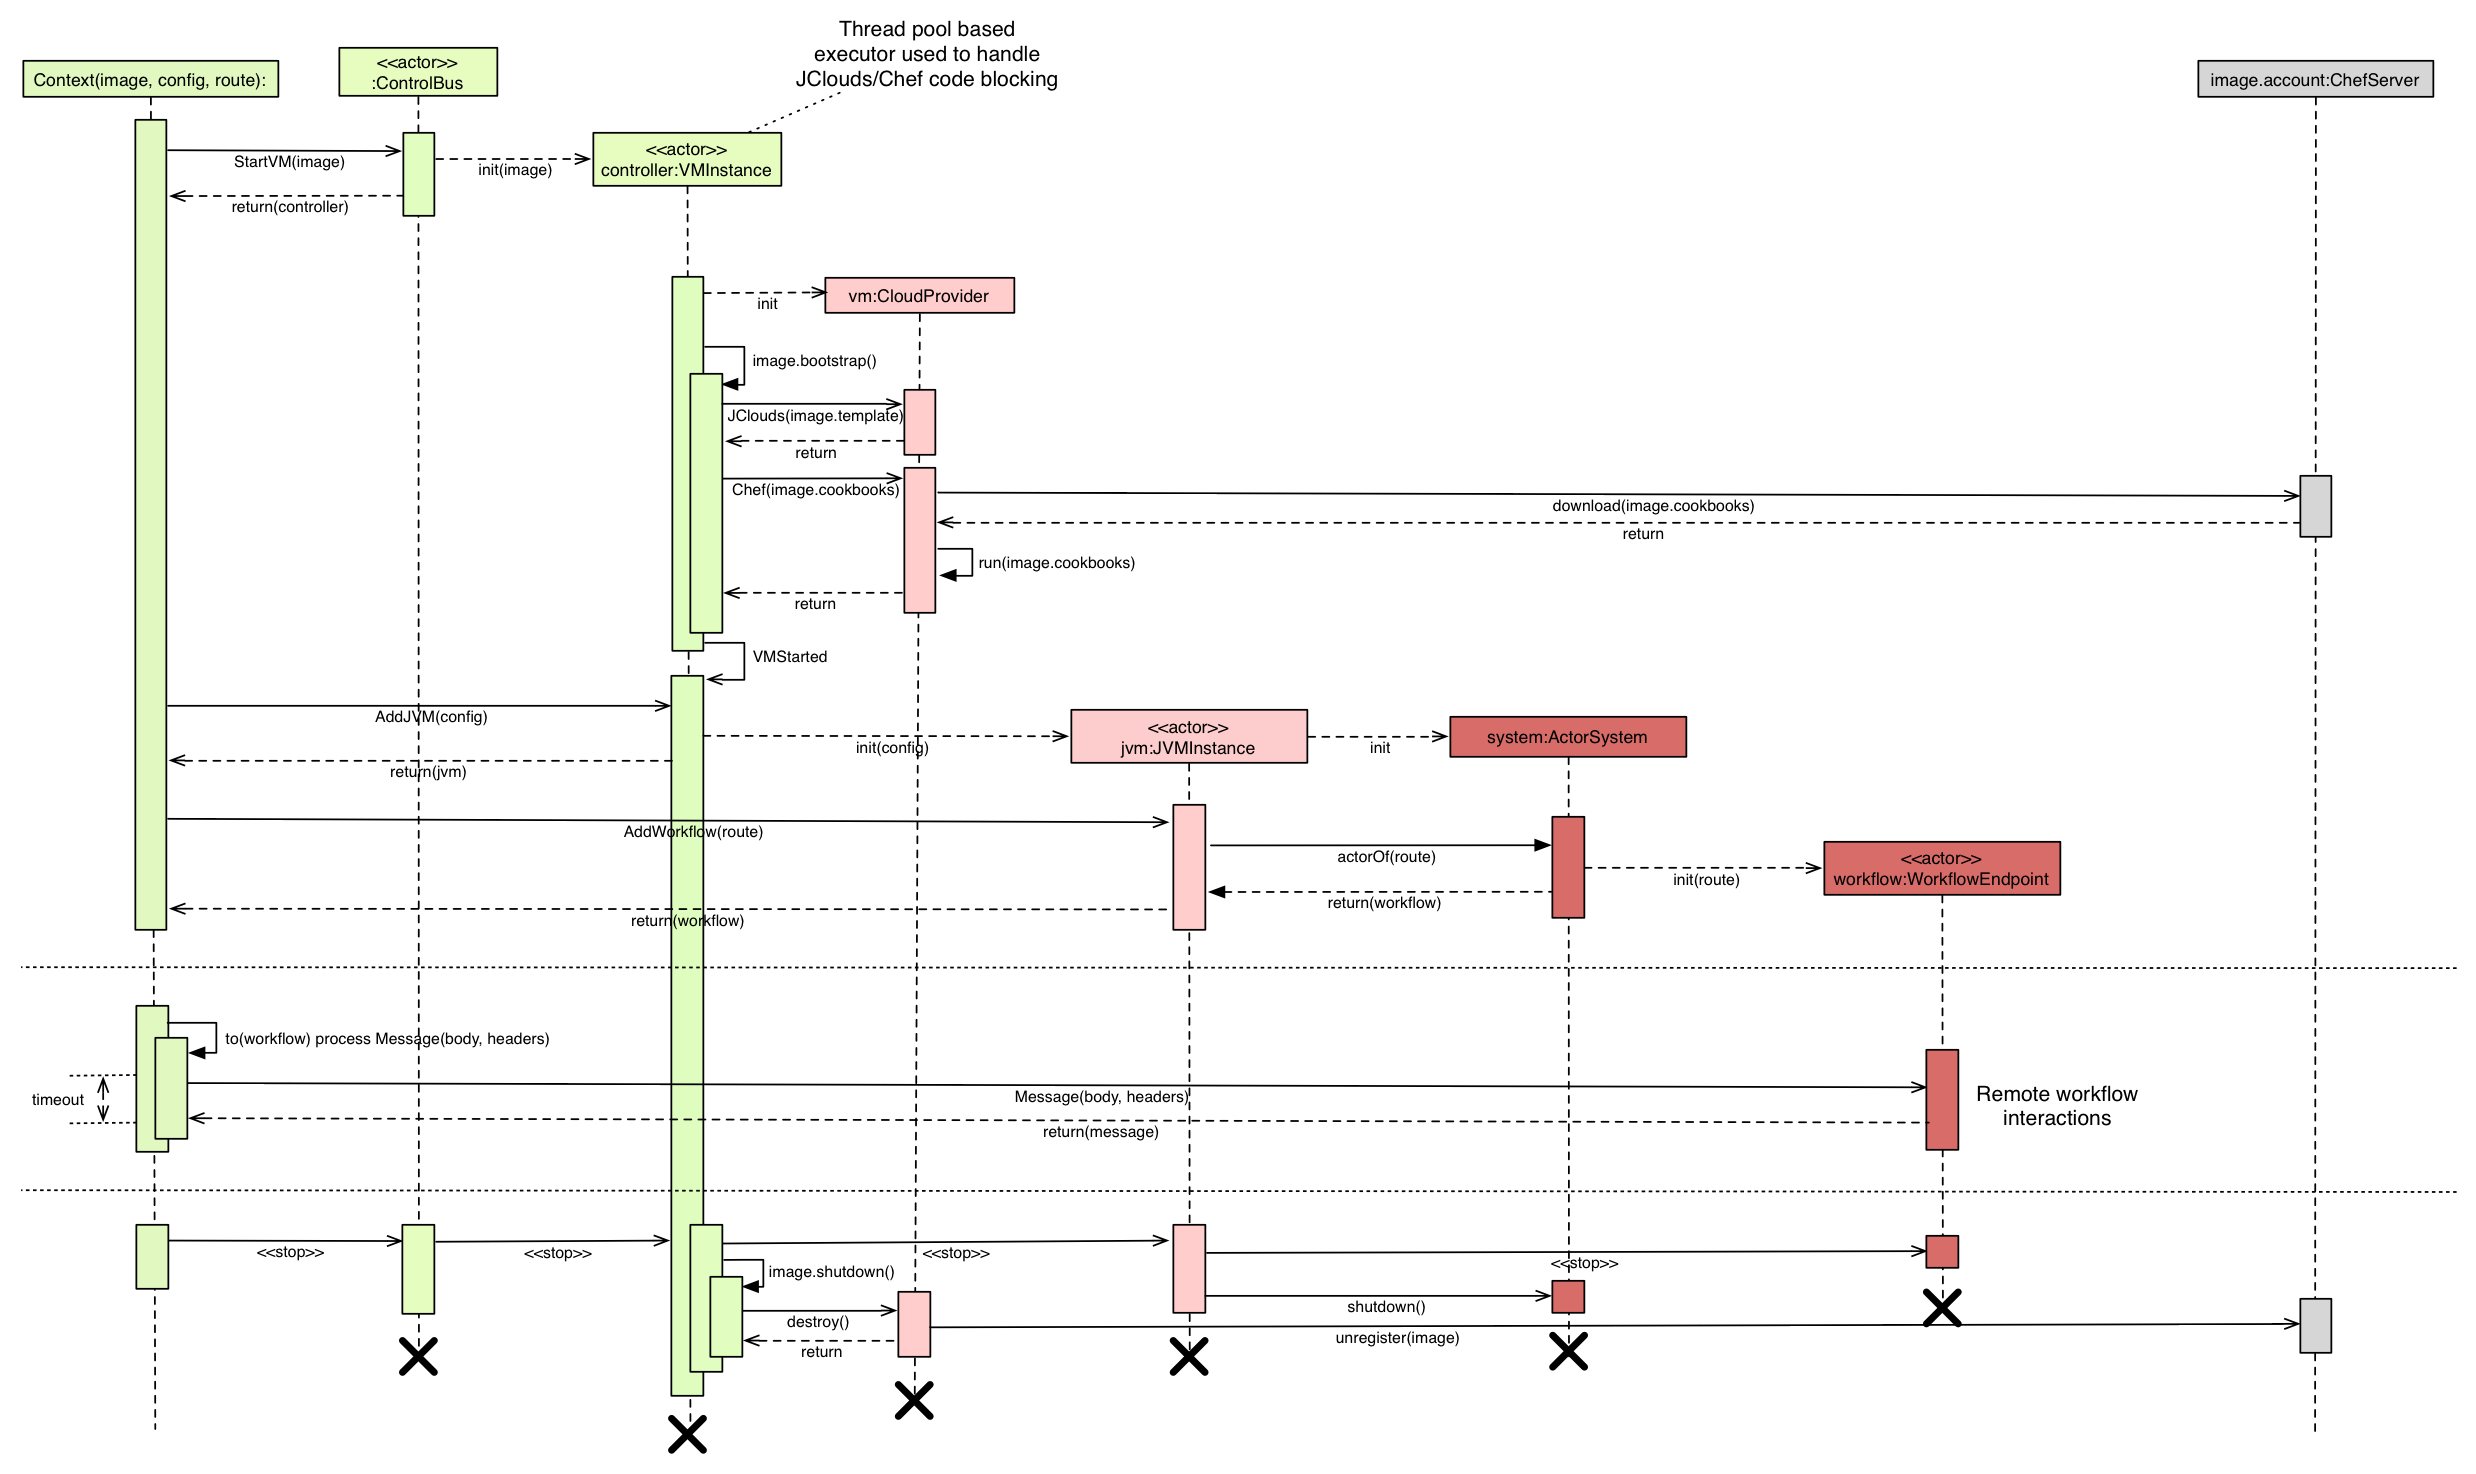 Thread pool based
executor used to handle
JClouds/Chef code blocking
Context(image, config, route):
<<actor>>
:ControlBus
image.account:ChefServer
StartVM(image)
init(image)
<<actor>>
controller:VMInstance
return(controller)
init
vm:CloudProvider
image.bootstrap()
JClouds(image.template)
return
Chef(image.cookbooks)
download(image.cookbooks)
return
run(image.cookbooks)
return
VMStarted
AddJVM(config)
init(config)
<<actor>>
jvm:JVMInstance
init
system:ActorSystem
return(jvm)
AddWorkflow(route)
actorOf(route)
init(route)
<<actor>>
workflow:WorkflowEndpoint
return(workflow)
return(workflow)
to(workflow) process Message(body, headers)
timeout
Message(body, headers)
Remote workflow
interactions
return(message)
<<stop>>
<<stop>>
<<stop>>
<<stop>>
image.shutdown()
shutdown()
destroy()
unregister(image)
return